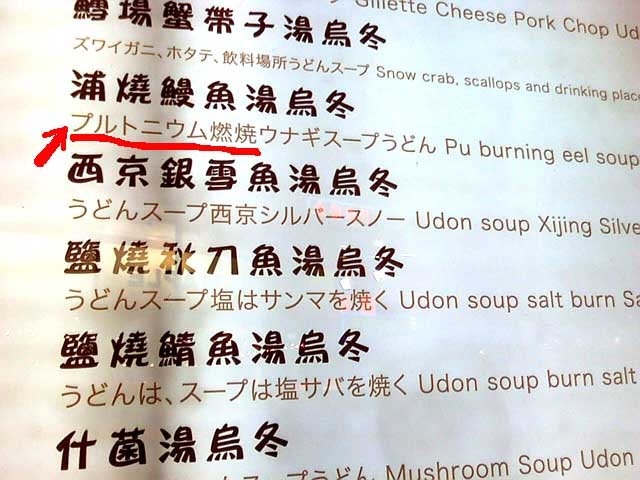 Gillette Cheese Pork Chop Ud
鱈場蟹帶子湯烏冬
ズワイガニ、ホタテ、飲料場所うどんスープ Snow crab, scallops and drinking place
浦燒鰻魚湯烏冬
プルトニウム燃焼ウナギスープうどん Pu burning eel soup
西京銀雪魚湯烏冬
うどんスープ西京シルバースノー Udon soup Xijing Silve
鹽燒秋刀魚湯烏冬
うどんスープ塩はサンマを焼く Udon soup salt burn Sa
鹽燒鯖魚湯烏冬
うどんは、スープは塩サバを焼く Udon soup burn salt
什菌湯烏冬
スープうどん Mushroom Soup Udon